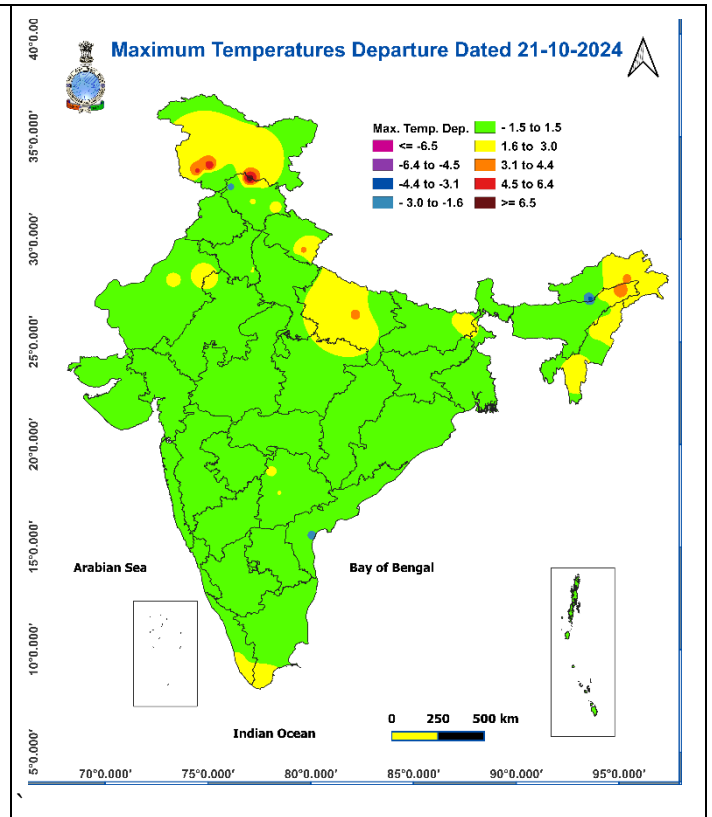 Maximum Temperatures Departure Dated 21-10-2024
40°0.00
35°0.000'
30°0.000'
25°0.000'
20°0.000'
15°0.000'
10°0.000'
5°0.000'
Max. Temp. Dep.
<= -6.5
-6.4 to -4.5
-4.4 to -3.1
- 3.0 to -1.6
- 1.5 to 1.5
1.6 to 3.0
3.1 to 4.4
4.5 to 6.4
>= 6.5
Arabian Sea
Bay of Bengal
Indian Ocean
0 250 500 km
70°0.000' 75°0.000' 80°0.000' 85°0.000' 90°0.000' 95°0.000'
`